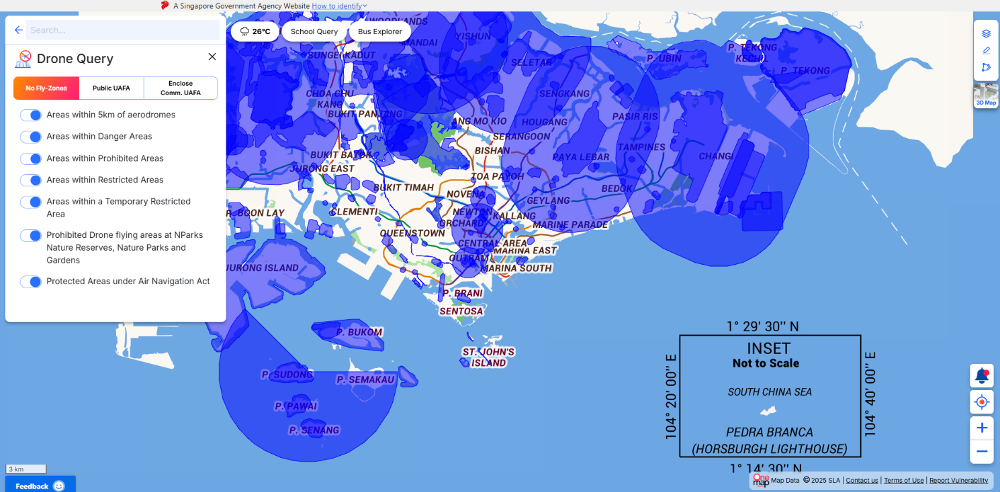 A Singapore Government Agency Website How to identify
Search...
26°C
School Query
Bus Explorer
Drone Query
No Fly-Zones
Public UAFA
Enclose
Comm. UAFA
Areas within 5km of aerodromes
Areas within Danger Areas
Areas within Prohibited Areas
Areas within Restricted Areas
Areas within a Temporary Restricted
Area
Prohibited Drone flying areas at NParks
Nature Reserves, Nature Parks and
Gardens
Protected Areas under Air Navigation Act
WOODLANDS
YISHUN
MANDAI
SUNGEI KADUT
SELETAR
P. UBIN
P. TEKONG
KECHIL
P. TEKONG
3D Map
CHOA CHU
KANG
SENGKANG
BUKIT PANJANG
ANG MO KIO
HOUGANG
PASIR RIS
SERANGOON
BISHAN
TAMPINES
BUKIT BATOK
PAYA LEBAR
CHANGI
JURONG EAST
TOA PAYOH
BUKIT TIMAH
NOVENA
BEDOK
GEYLANG
BOON LAY
CLEMENTI
NEWTON
KALLANG
ORCHARD
MARINE PARADE
QUEENSTOWN
CENTRAL AREA
MARINA EAST
OUTRAM
JURONG ISLAND
MARINA SOUTH
P. BRANI
SENTOSA
P. BUKOM
ST. JOHN'S
ISLAND
P. SUDONG
P. SEMAKAU
P. PAWAI
P. SENANG
1° 29' 30'' N
INSET
Not to Scale
104° 20' 00'' E
104° 40' 00'' E
SOUTH CHINA SEA
PEDRA BRANCA
(HORSBURGH LIGHTHOUSE)
1° 14' 30'' N
3 km
Feedback
One
map
Map Data © 2025 SLA | Contact us | Terms of Use | Report Vulnerability